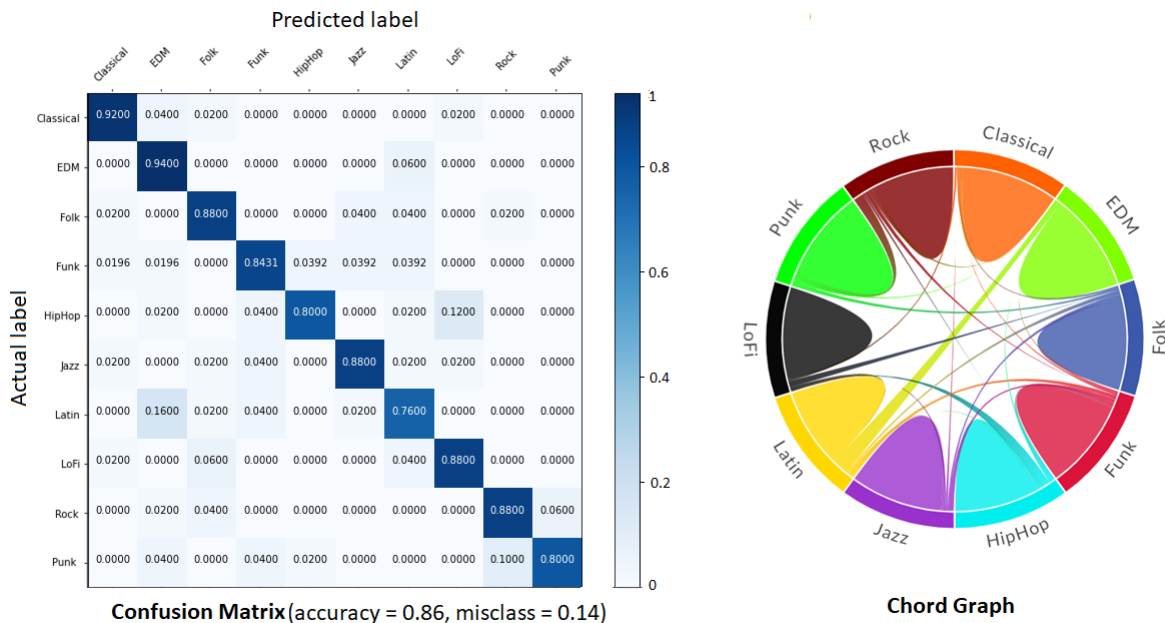 Predicted label
Classical EDM Folk Funk HipHop Jazz Latin LoFi Rock Punk
Actual label
Classical 0.9200 0.0400 0.0200 0.0000 0.0000 0.0000 0.0000 0.0200 0.0000 0.0000
EDM 0.0000 0.9400 0.0000 0.0000 0.0000 0.0000 0.0600 0.0000 0.0000 0.0000
Folk 0.0200 0.0000 0.8800 0.0000 0.0000 0.0400 0.0400 0.0000 0.0200 0.0000
Funk 0.0196 0.0196 0.0000 0.8431 0.0392 0.0392 0.0392 0.0000 0.0000 0.0000
HipHop 0.0000 0.0200 0.0000 0.0400 0.8000 0.0000 0.0200 0.1200 0.0000 0.0000
Jazz 0.0200 0.0000 0.0200 0.0400 0.0000 0.8800 0.0200 0.0200 0.0000 0.0000
Latin 0.0000 0.1600 0.0200 0.0400 0.0000 0.0200 0.7600 0.0000 0.0000 0.0000
LoFi 0.0200 0.0000 0.0600 0.0000 0.0000 0.0000 0.0400 0.8800 0.0000 0.0000
Rock 0.0000 0.0200 0.0400 0.0000 0.0000 0.0000 0.0000 0.0000 0.8800 0.0600
Punk 0.0000 0.0400 0.0000 0.0400 0.0200 0.0000 0.0000 0.0000 0.1000 0.8000
1
0.8
0.6
0.4
0.2
0
Confusion Matrix (accuracy = 0.86, misclass = 0.14)
Rock
Classical
EDM
Folk
Funk
HipHop
Jazz
Latin
LoFi
Punk
Chord Graph